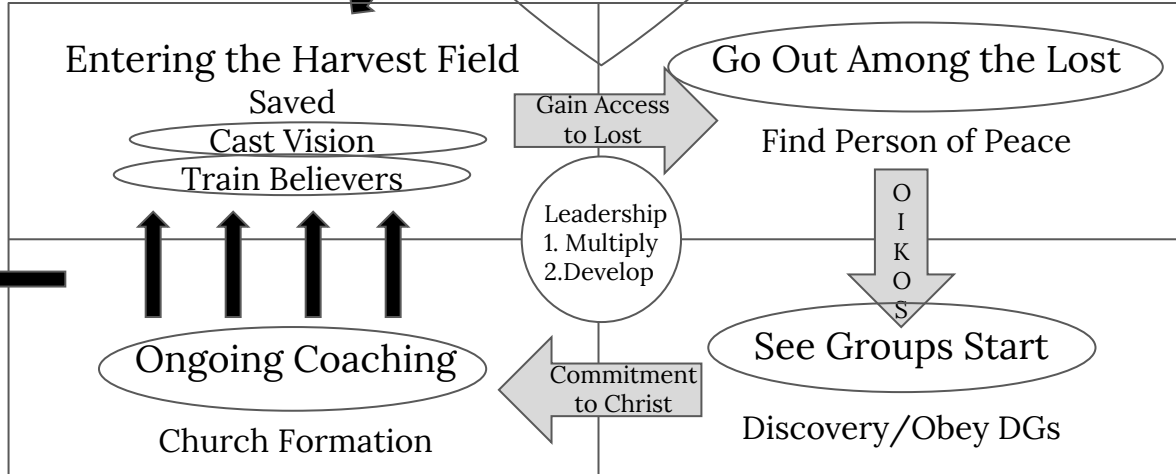 Entering the Harvest Field
Saved
Cast Vision
Train Believers
Gain Access
to Lost
Go Out Among the Lost
Find Person of Peace
O
I
K
O
S
Leadership
1. Multiply
2.Develop
See Groups Start
Discovery/Obey DGs
Commitment
to Christ
Ongoing Coaching
Church Formation